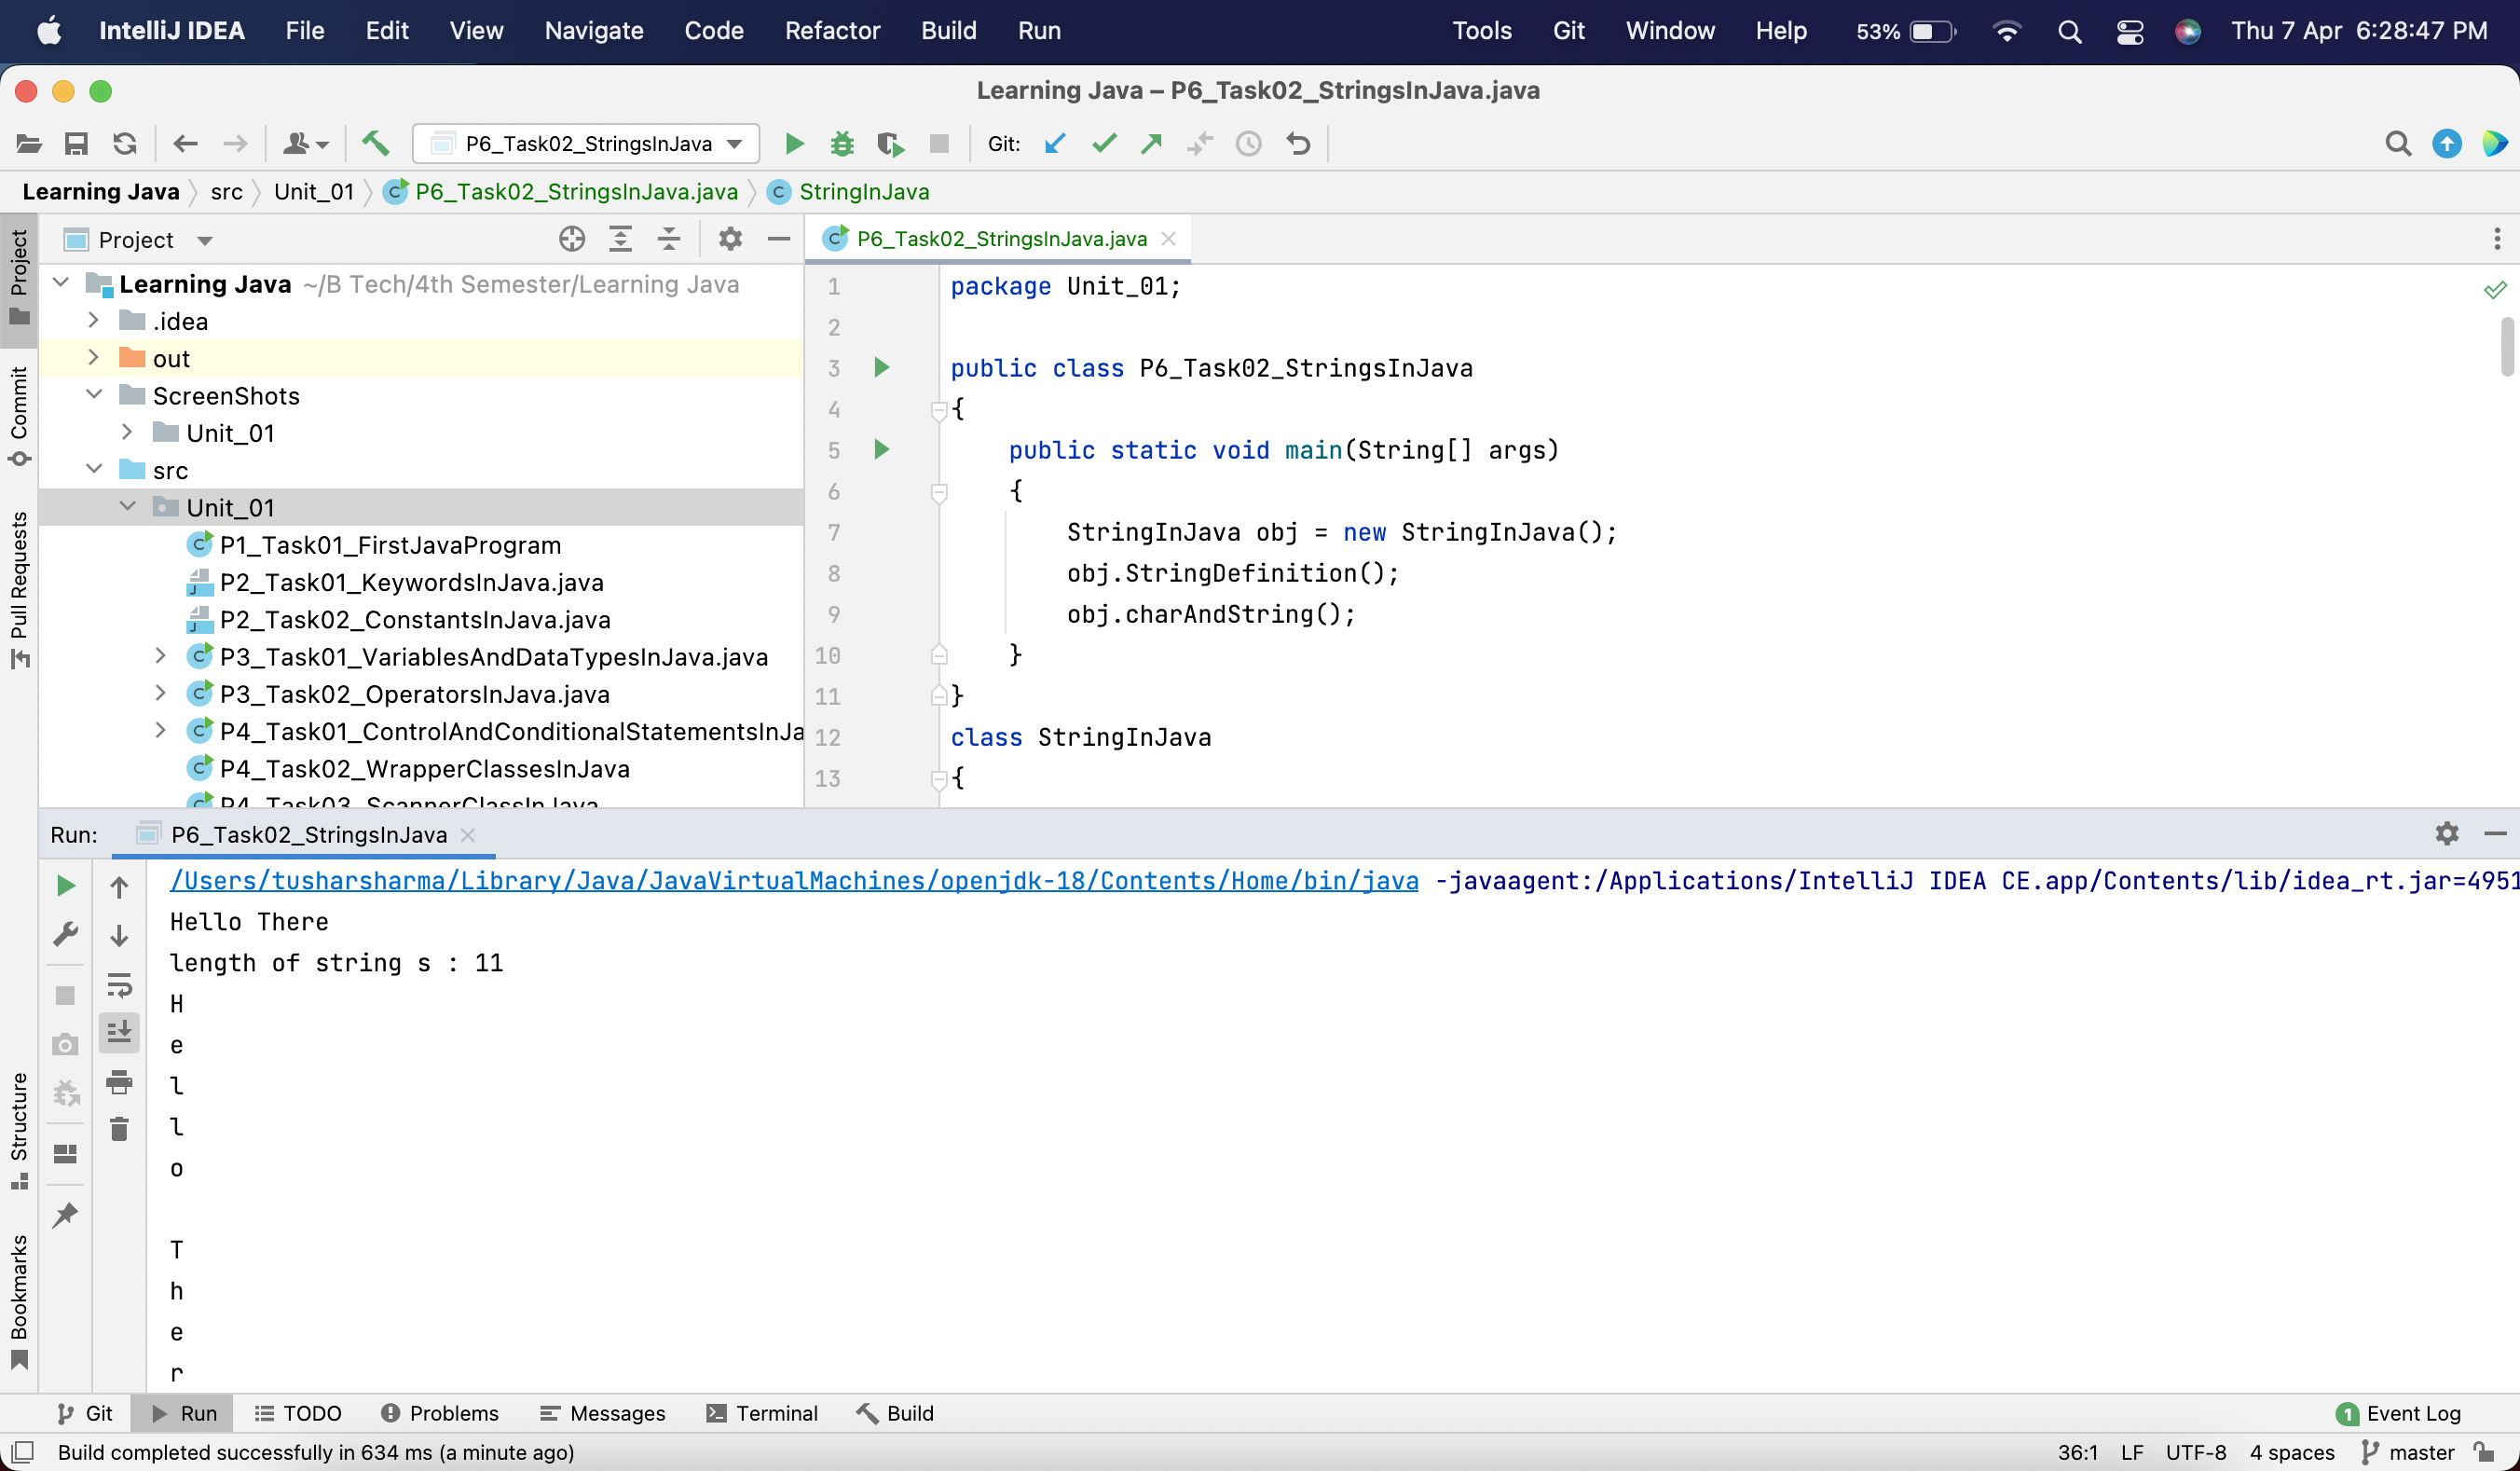 IntelliJ IDEA File Edit View Navigate Code Refactor Build Run Tools Git Window Help 53% Thu 7 Apr 6:28:47 PM
Learning Java – P6_Task02_StringsInJava.java
P6_Task02_StringsInJava Git:
Learning Java src Unit_01 P6_Task02_StringsInJava.java StringInJava
Project
Commit
Pull Requests
Structure
Bookmarks
Project
Learning Java ~/B Tech/4th Semester/Learning Java
.idea
out
ScreenShots
Unit_01
src
Unit_01
P1_Task01_FirstJavaProgram
P2_Task01_KeywordsInJava.java
P2_Task02_ConstantsInJava.java
P3_Task01_VariablesAndDataTypesInJava.java
P3_Task02_OperatorsInJava.java
P4_Task01_ControlAndConditionalStatementsInJa
P4_Task02_WrapperClassesInJava
P4_Task03_ScannerClassInJava
P6_Task02_StringsInJava.java
1 package Unit_01;
2
3 public class P6_Task02_StringsInJava
4 {
5 public static void main(String[] args)
6 {
7 StringInJava obj = new StringInJava();
8 obj.StringDefinition();
9 obj.charAndString();
10 }
11 }
12 class StringInJava
13 {
Run: P6_Task02_StringsInJava
/Users/tusharsharma/Library/Java/JavaVirtualMachines/openjdk-18/Contents/Home/bin/java -javaagent:/Applications/IntelliJ IDEA CE.app/Contents/lib/idea_rt.jar=4951
Hello There
length of string s : 11
H
e
l
l
o
T
h
e
r
Git Run TODO Problems Messages Terminal Build 1 Event Log
Build completed successfully in 634 ms (a minute ago) 36:1 LF UTF-8 4 spaces master